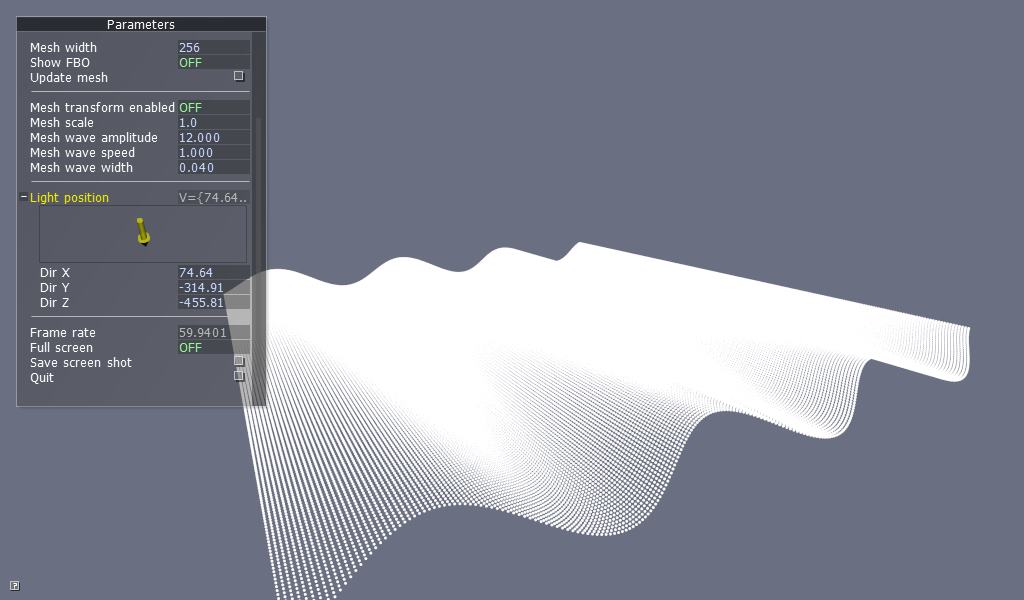 Parameters
Mesh width 256
Show FBO OFF
Update mesh
Mesh transform enabled OFF
Mesh scale 1.0
Mesh wave amplitude 12.000
Mesh wave speed 1.000
Mesh wave width 0.040
Light position V={74.64..
Dir X 74.64
Dir Y -314.91
Dir Z -455.81
Frame rate 59.9401
Full screen OFF
Save screen shot
Quit
?